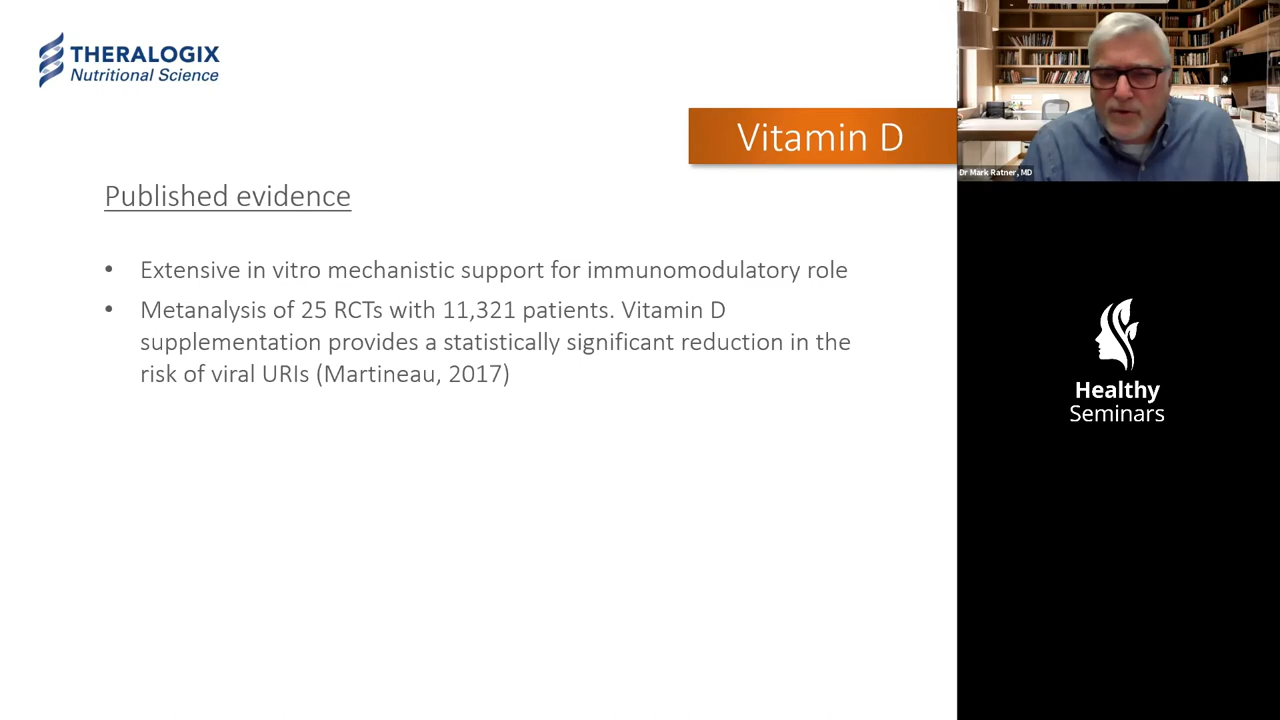 THERALOGIX
Nutritional Science
Vitamin D
Dr Mark Ratner, MD
Published evidence
• Extensive in vitro mechanistic support for immunomodulatory role
• Metanalysis of 25 RCTs with 11,321 patients. Vitamin D
supplementation provides a statistically significant reduction in the
risk of viral URIs (Martineau, 2017)
Healthy
Seminars